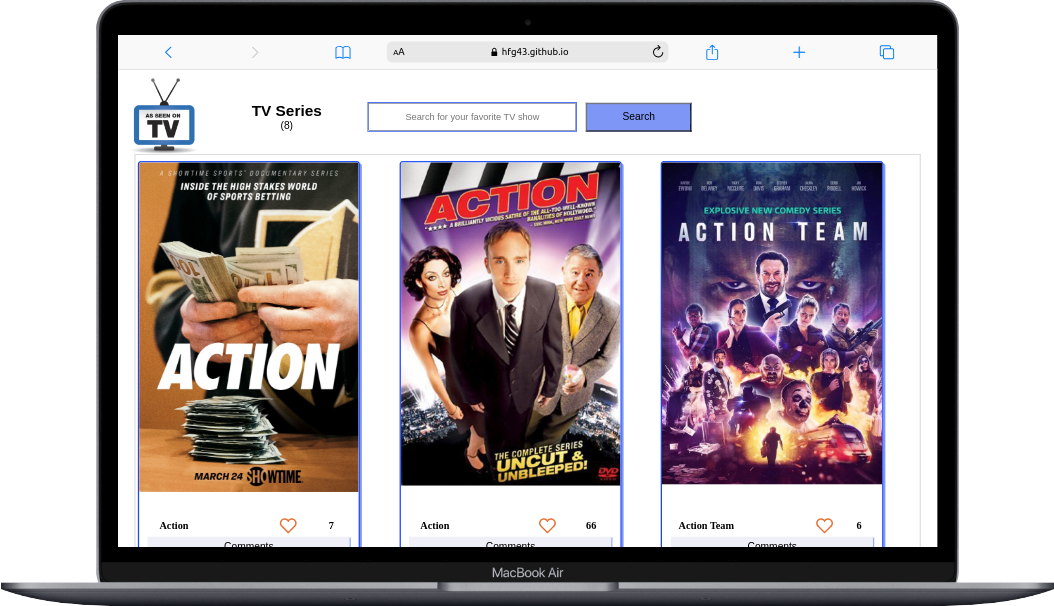 AA
hfg43.github.io
AS SEEN ON
TV
TV Series
(8)
Search for your favorite TV show
Search
A SHOWTIME SPORTS® DOCUMENTARY SERIES
INSIDE THE HIGH STAKES WORLD
OF SPORTS BETTING
ACTION
MARCH 24 SHOWTIME
Action
7
Comments
ACTION
"★★★★ A BRILLIANTLY VICIOUS SATIRE OF THE ALL-TOO-WELL-KNOWN
BANALITIES OF HOLLYWOOD."
THE COMPLETE SERIES
UNCUT &
UNBLEEPED!
DVD
Action
66
Comments
EXPLOSIVE NEW COMEDY SERIES
ACTION TEAM
Action Team
6
Comments
MacBook Air